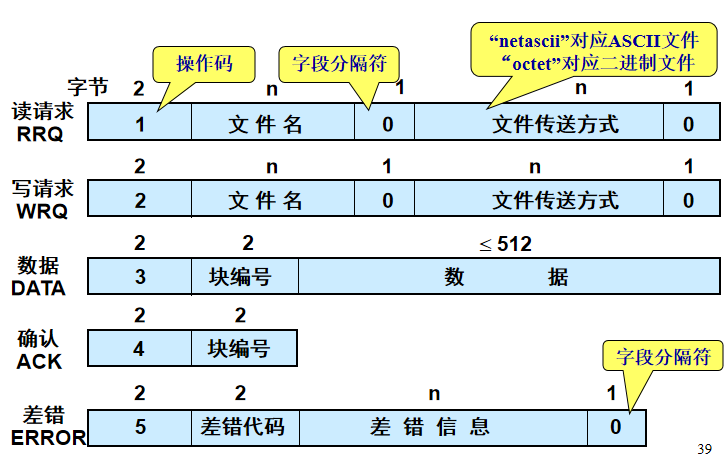 “netascii”对应ASCII文件
“octet”对应二进制文件
操作码
字段分隔符
字节 2 n 1 n 1
读请求
RRQ
1 文件名 0 文件传送方式 0
2 n 1 n 1
写请求
WRQ
2 文件名 0 文件传送方式 0
2 2 ≤512
数据
DATA
3 块编号 数 据
2 2
确认
ACK
4 块编号
字段分隔符
2 2 n 1
差错
ERROR
5 差错代码 差错信息 0
39